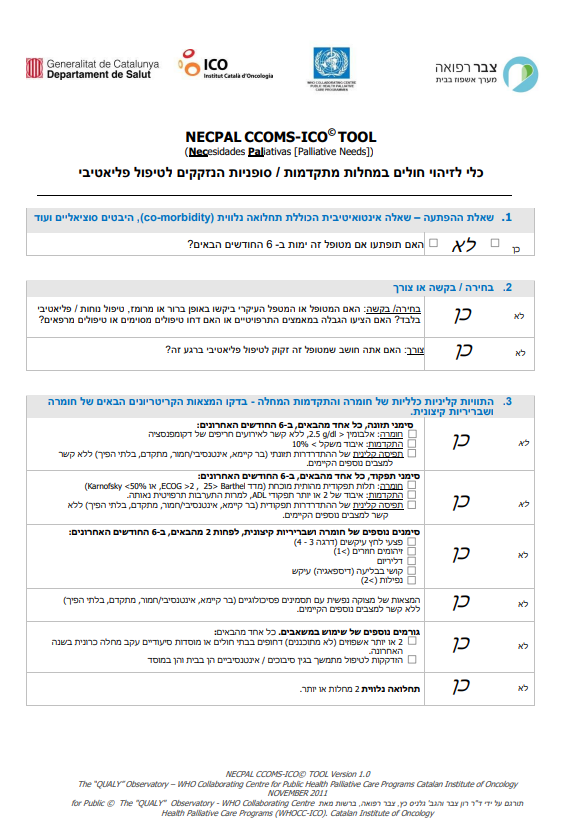 Generalitat de Catalunya
Departament de Salut
ICO
Institut Català d'Oncologia
WHO COLLABORATING CENTRE
PUBLIC HEALTH PALLIATIVE
CARE PROGRAMMES
צבר רפואה
מערך אשפוז בבית
NECPAL CCOMS-ICO© TOOL
(Necesidades Paliativas [Palliative Needs])
כלי לזיהוי חולים במחלות מתקדמות / סופניות הנזקקים לטיפול פליאטיבי
1. שאלת ההפתעה – שאלה אינטואיטיבית הכוללת תחלואה נלווית (co-morbidity), היבטים סוציאליים ועוד
האם תופתעו אם מטופל זה ימות ב- 6 החודשים הבאים? לא כן
2. בחירה / בקשה או צורך
בחירה/ בקשה: האם המטופל או המטפל העיקרי ביקשו באופן ברור או מרומז, טיפול נוחות / פליאטיבי
בלבד? האם הציעו הגבלה במאמצים התרפויטיים או האם דחו טיפולים מסוימים או טיפולים מרפאים?
כן לא
צורך: האם אתה חושב שמטופל זה זקוק לטיפול פליאטיבי ברגע זה? כן לא
3. התוויות קליניות כלליות של חומרה והתקדמות המחלה - בדקו המצאות הקריטריונים הבאים של חומרה
ושבריריות קיצונית.
סימני תזונה, כל אחד מהבאים, ב-6 החודשים האחרונים:
חומרה: אלבומין < 2.5 g/dl, ללא קשר לאירועים חריפים של דקומפנסציה
התקדמות: איבוד משקל > 10%
תפיסה קלינית של ההתדרדרות תזונתי (בר קיימא, אינטנסיבי/חמור, מתקדם, בלתי הפיך) ללא קשר
למצבים נוספים הקיימים.
כן לא
סימני תפקוד, כל אחד מהבאים, ב-6 החודשים האחרונים:
חומרה: תלות תפקודית מהותית מוכחת (מדד Barthel <25, ECOG >2, או Karnofsky <50%)
התקדמות: איבוד של 2 או יותר תפקודי ADL, למרות התערבות תרפויטית נאותה.
תפיסה קלינית של ההתדרדרות תפקודית (בר קיימא, אינטנסיבי/חמור, מתקדם, בלתי הפיך) ללא
קשר למצבים נוספים הקיימים.
כן לא
סימנים נוספים של חומרה ושבריריות קיצונית, לפחות 2 מהבאים, ב-6 החודשים האחרונים:
פצעי לחץ עיקשים (דרגה 3 - 4)
זיהומים חוזרים (>1)
דליריום
קושי בבליעה (דיספאגיה) עיקש
נפילות (>2)
כן לא
המצאות של מצוקה נפשית עם תסמינים פסיכולוגיים (בר קיימא, אינטנסיבי/חמור, מתקדם, בלתי הפיך)
ללא קשר למצבים נוספים הקיימים.
כן לא
גורמים נוספים של שימוש במשאבים. כל אחד מהבאים:
2 או יותר אשפוזים (לא מתוכננים) דחופים בבתי חולים או מוסדות סיעודיים עקב מחלה כרונית בשנה
האחרונה.
הזדקקות לטיפול מתמשך בגין סיבוכים / אינטנסיביים הן בבית והן במוסד
כן לא
תחלואה נלווית 2 מחלות או יותר. כן לא
NECPAL CCOMS-ICO© TOOL Version 1.0
The "QUALY" Observatory – WHO Collaborating Centre for Public Health Palliative Care Programs Catalan Institute of Oncology
NOVEMBER 2011
תורגם על ידי ד"ר רון צבר והגב' גלניס כץ, צבר רפואה, ברשות מאת The "QUALY" Observatory - WHO Collaborating Centre © for Public
Health Palliative Care Programs (WHOCC-ICO). Catalan Institute of Oncology